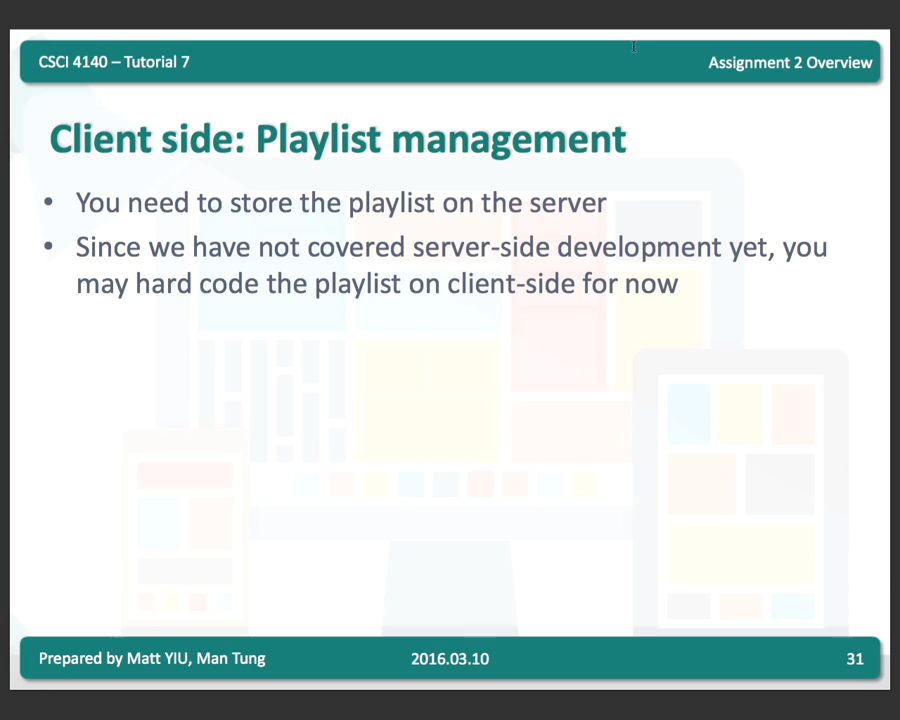 CSCI 4140 – Tutorial 7
Assignment 2 Overview
Client side: Playlist management
• You need to store the playlist on the server
• Since we have not covered server-side development yet, you
may hard code the playlist on client-side for now
Prepared by Matt YIU, Man Tung
2016.03.10
31